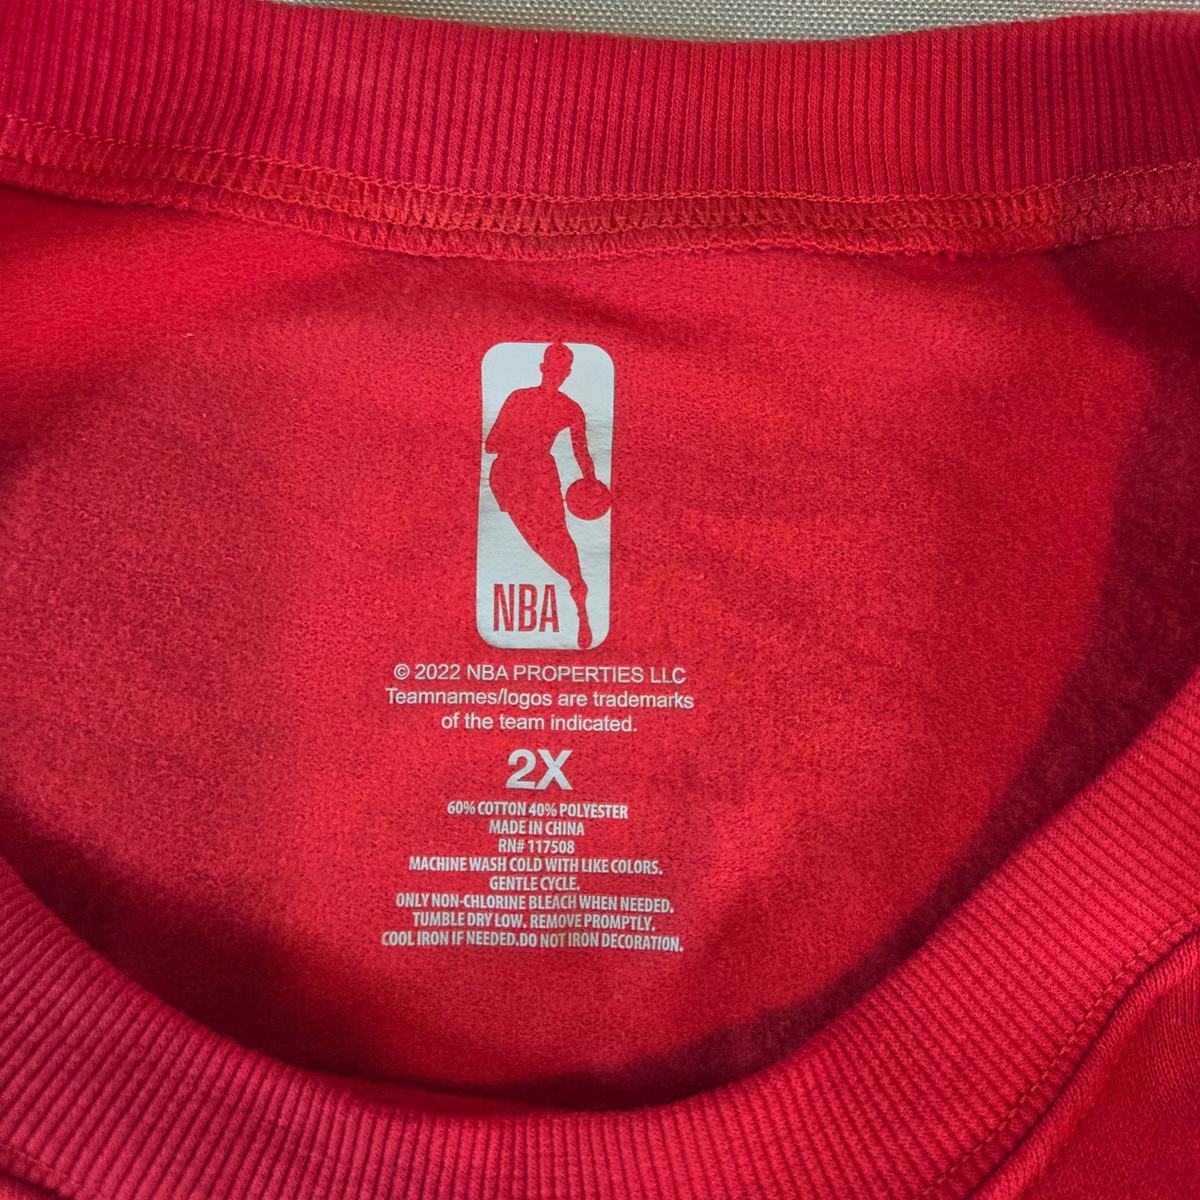 NBA
© 2022 NBA PROPERTIES LLC
Teamnames/logos are trademarks
of the team indicated.
2X
60% COTTON 40% POLYESTER
MADE IN CHINA
RN# 117508
MACHINE WASH COLD WITH LIKE COLORS.
GENTLE CYCLE.
ONLY NON-CHLORINE BLEACH WHEN NEEDED.
TUMBLE DRY LOW. REMOVE PROMPTLY.
COOL IRON IF NEEDED.DO NOT IRON DECORATION.